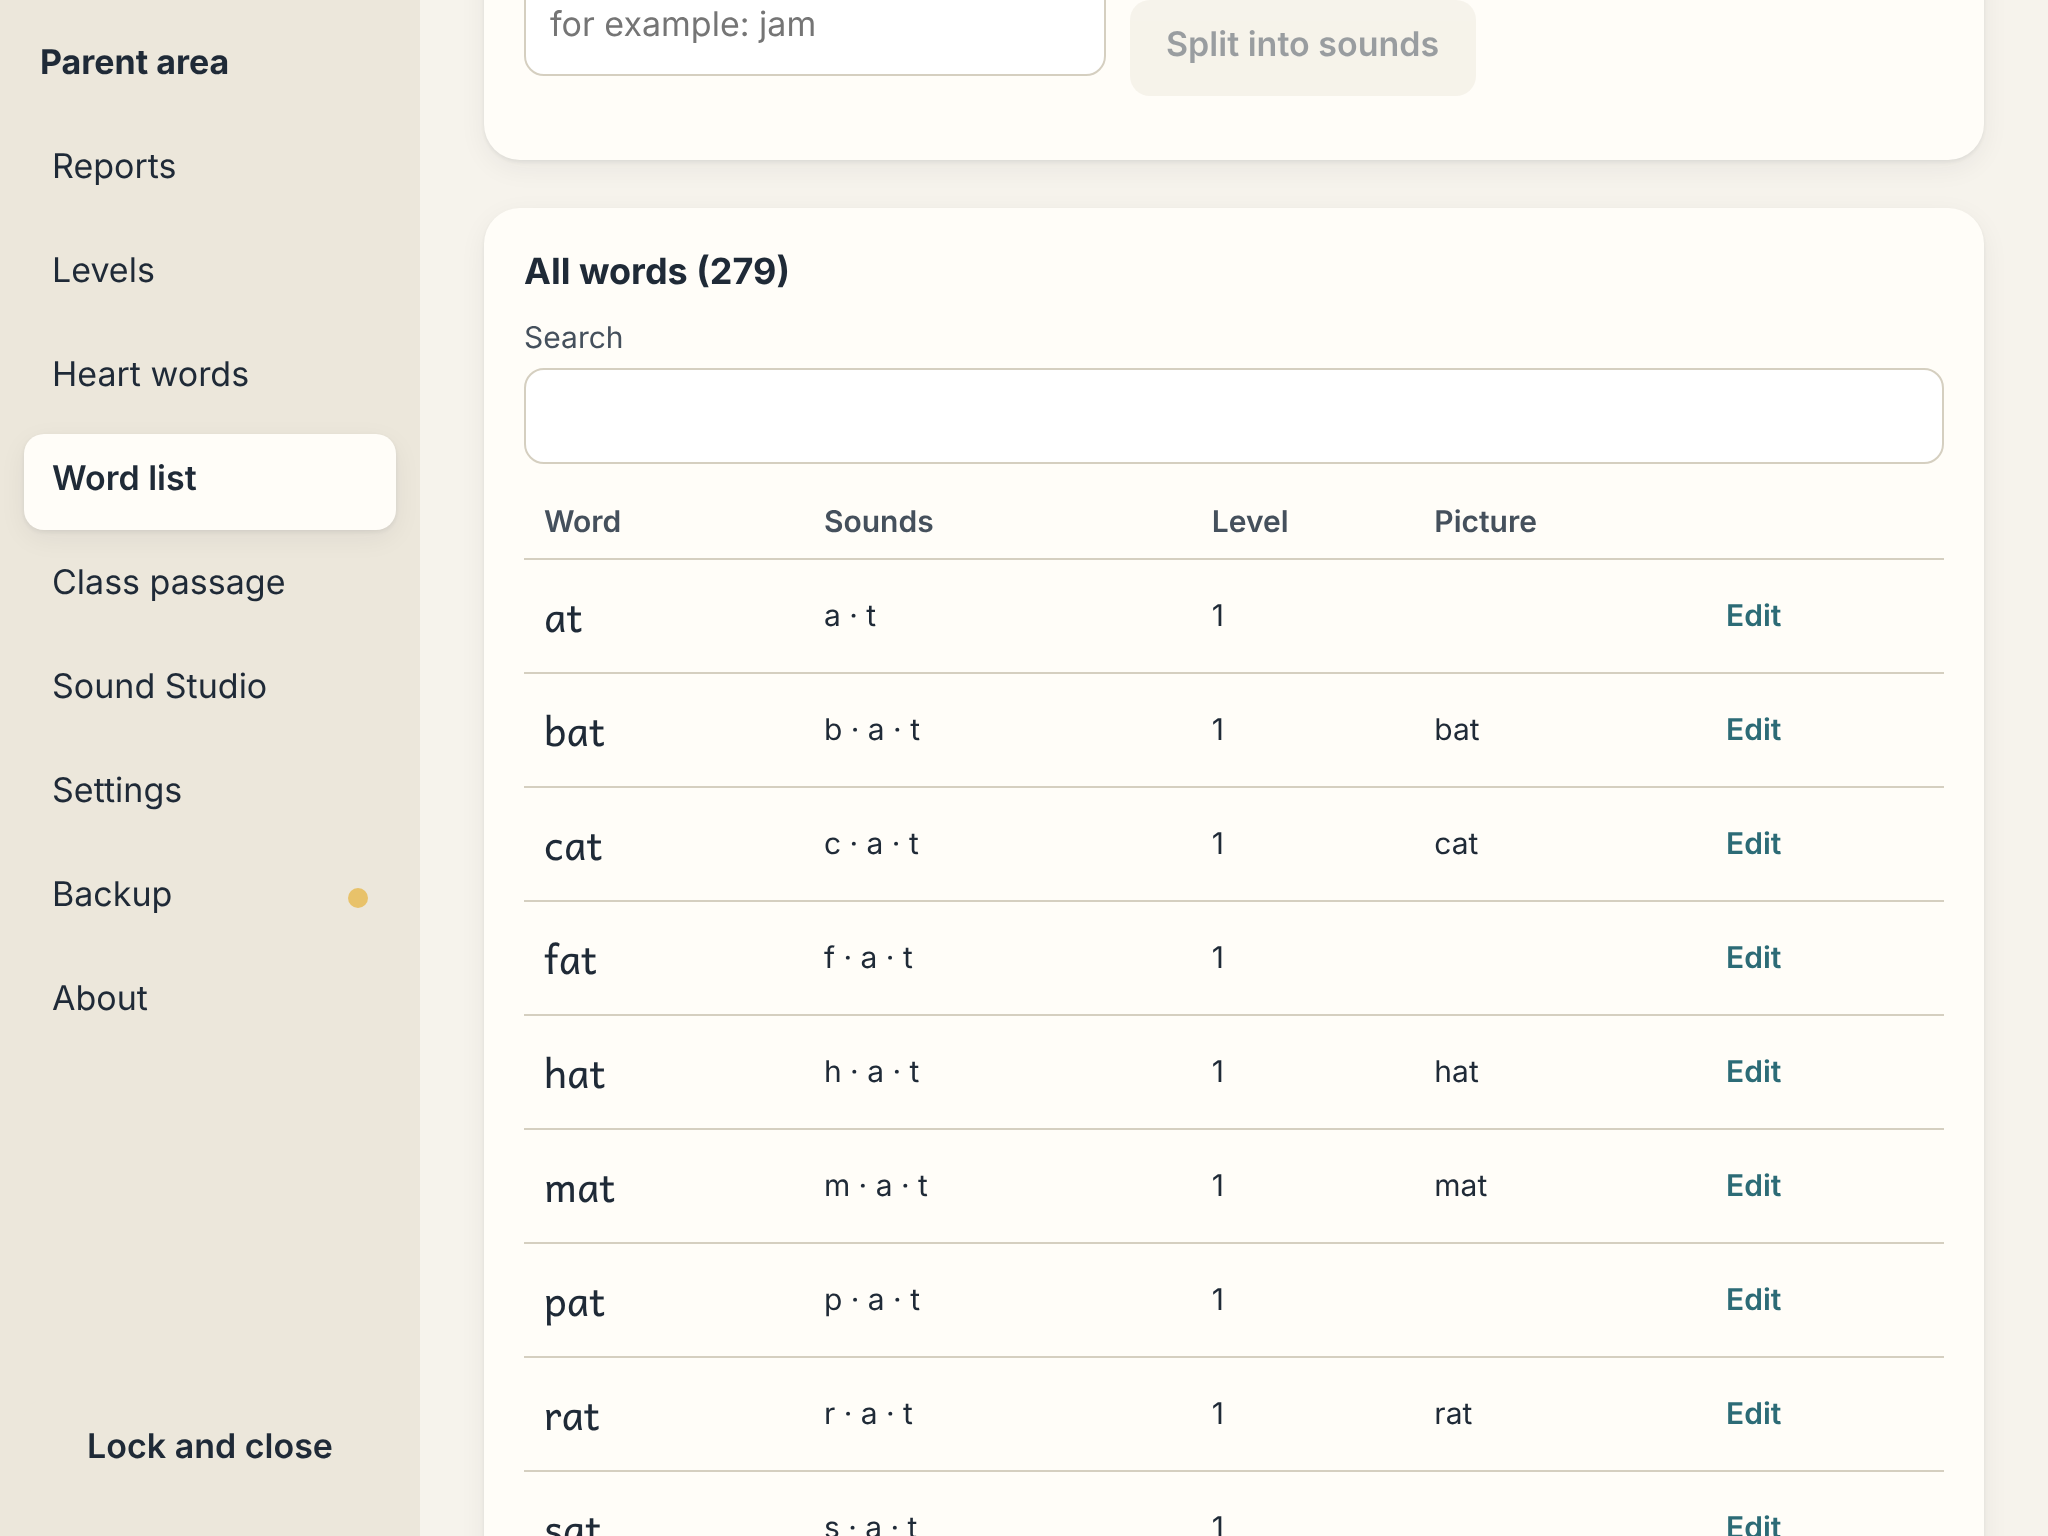 Parent area
Reports
Levels
Heart words
Word list
Class passage
Sound Studio
Settings
Backup
About
Lock and close
for example: jam
Split into sounds
All words (279)
Search
Word Sounds Level Picture
at a · t 1 Edit
bat b · a · t 1 bat Edit
cat c · a · t 1 cat Edit
fat f · a · t 1 Edit
hat h · a · t 1 hat Edit
mat m · a · t 1 mat Edit
pat p · a · t 1 Edit
rat r · a · t 1 rat Edit
sat s · a · t 1 Edit